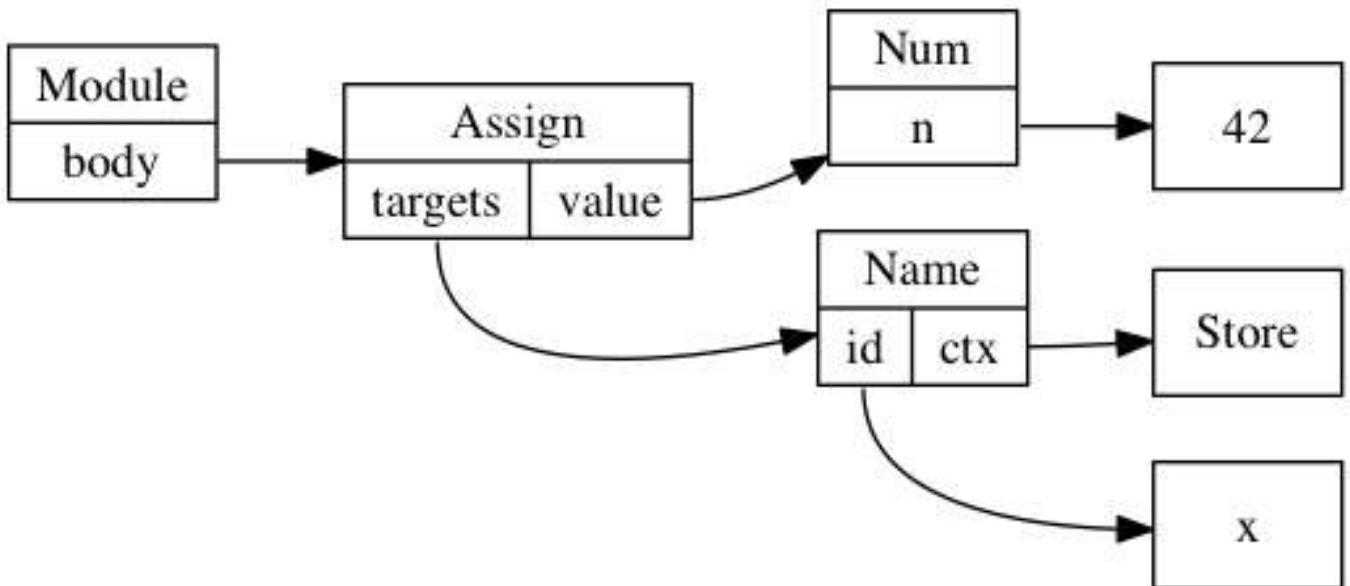 Module
body
Assign
targets value
Num
n
42
Name
id ctx
Store
x